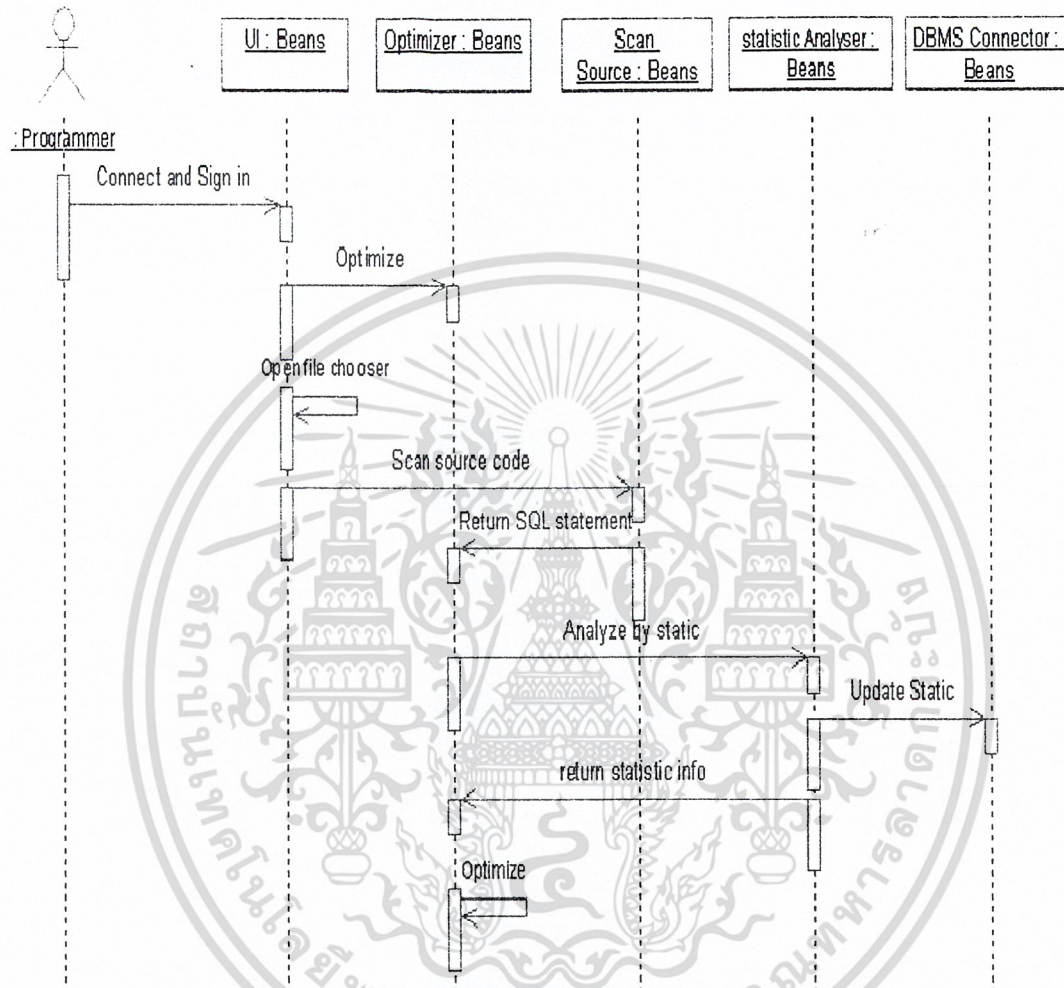 UI : Beans
Optimizer : Beans
Scan
Source : Beans
statistic Analyser :
Beans
DBMS Connector :
Beans
: Programmer
Connect and Sign in
Optimize
Open file chooser
Scan source code
Return SQL statement
Analyze by static
Update Static
return statistic info
Optimize